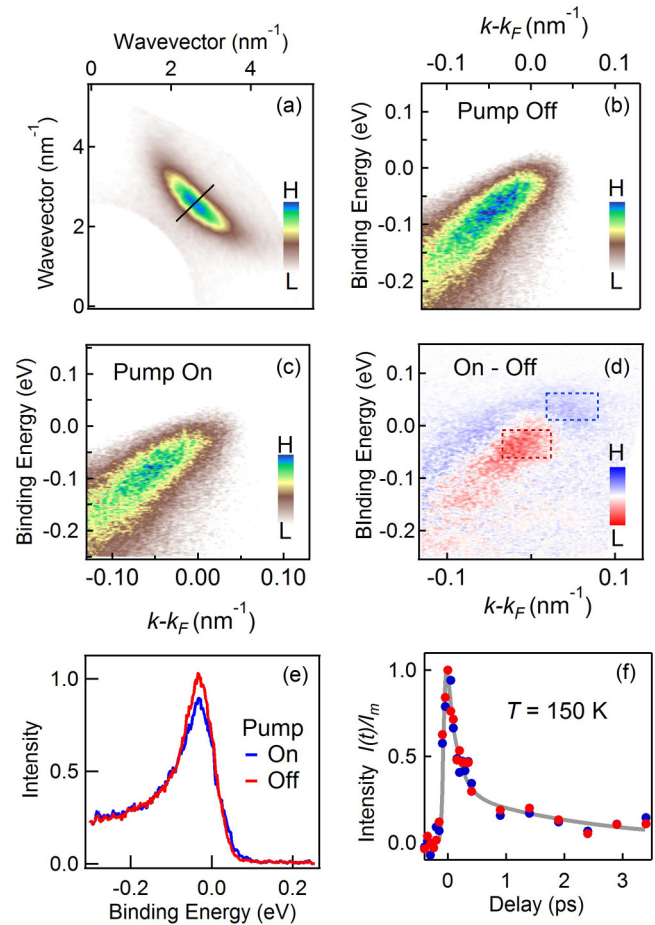 Wavevector (nm-1)
0 2 4
Wavevector (nm-1)
4
2
0
(a)
H
L
k-kF (nm-1)
-0.1 0.0 0.1
Binding Energy (eV)
0.1
0.0
-0.1
-0.2
Pump Off
(b)
H
L
Binding Energy (eV)
0.1
0.0
-0.1
-0.2
Pump On
(c)
H
L
-0.10 0.00 0.10
k-kF (nm-1)
BInding Energy (eV)
0.1
0.0
-0.1
-0.2
On - Off
(d)
H
L
-0.1 0.0 0.1
k-kF (nm-1)
Intensity
1.0
0.5
0.0
(e)
Pump
On
Off
-0.2 0.0 0.2
Binding Energy (eV)
Intensity I(t)/Im
1.0
0.5
0.0
(f)
T = 150 K
0 1 2 3
Delay (ps)